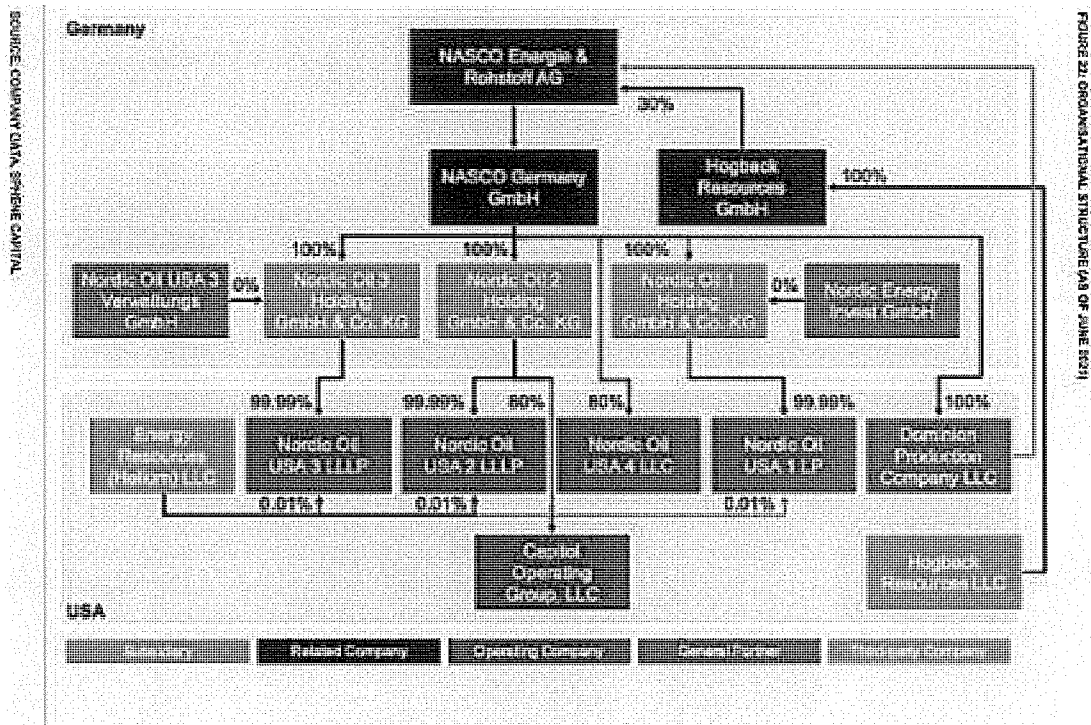 FIGURE 22: ORGANISATIONAL STRUCTURE (AS OF JUNE 2021)
Germany
NASCO Energie &
Rohstoff AG
30%
NASCO Germany
GmbH
Hogback
Resources
GmbH
100%
100%
100%
100%
Nordic Oil USA 3
Verwaltungs
GmbH
0%
Nordic Oil 3
Holding
GmbH & Co. KG
Nordic Oil 2
Holding
GmbH & Co. KG
Nordic Oil
Holding
GmbH & Co. KG
0%
Nordic Energy
Invest GmbH
99.99%
99.99%
80%
80%
99.99%
100%
Energy
Resources
LLC
Nordic Oil
USA 3 LLLP
Nordic Oil
USA 2 LLLP
Nordic Oil
USA 4 LLC
Nordic Oil
USA 1 LP
Dominion
Production
Company LLC
0.01%
0.01%
0.01%
Capitol
Operating
Group, LLC
Hogback
Resources LLC
USA
Subsidiary
Related Company
Operating Company
General Partner
Company
SOURCE: COMPANY DATA, SPHENE CAPITAL